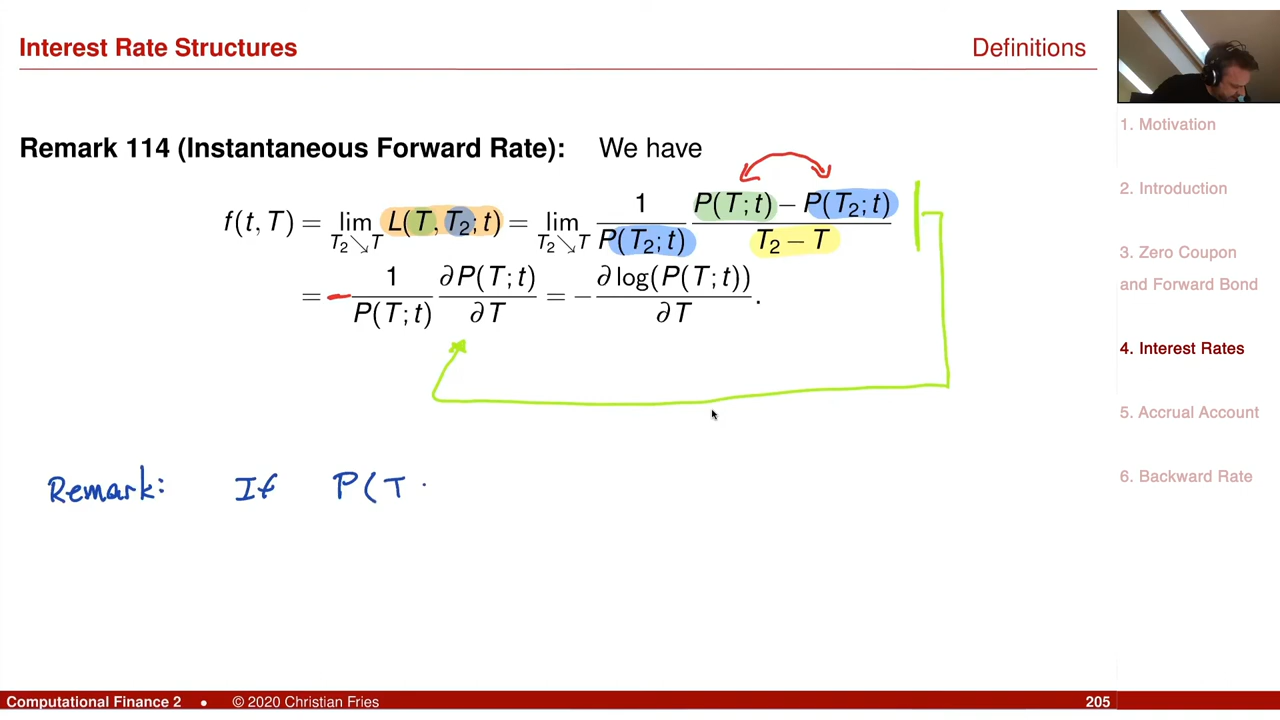 Interest Rate Structures
Definitions
Remark 114 (Instantaneous Forward Rate): We have
f(t, T) = lim_{T₂↘T} L(T, T₂; t) = lim_{T₂↘T} 1/P(T₂; t) P(T; t) − P(T₂; t)/T₂ − T
= − 1/P(T; t) ∂P(T; t)/∂T = − ∂ log(P(T; t))/∂T .
Remark: If P(T ·
1. Motivation
2. Introduction
3. Zero Coupon
and Forward Bond
4. Interest Rates
5. Accrual Account
6. Backward Rate
Computational Finance 2 • © 2020 Christian Fries 205